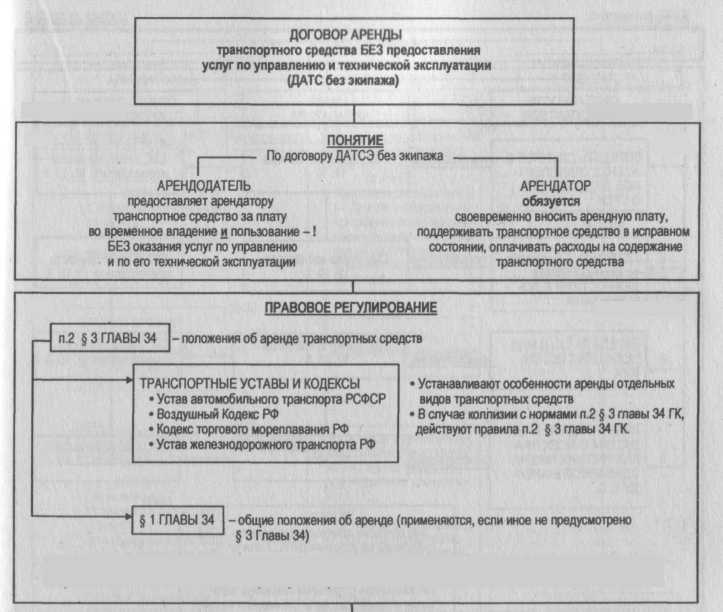 ДОГОВОР АРЕНДЫ
транспортного средства БЕЗ предоставления
услуг по управлению и технической эксплуатации
(ДАТС без экипажа)
ПОНЯТИЕ
По договору ДАТСЭ без экипажа
АРЕНДОДАТЕЛЬ
предоставляет арендатору
транспортное средство за плату
во временное владение и пользование – !
БЕЗ оказания услуг по управлению
и по его технической эксплуатации
АРЕНДАТОР
обязуется
своевременно вносить арендную плату,
поддерживать транспортное средство в исправном
состоянии, оплачивать расходы на содержание
транспортного средства
ПРАВОВОЕ РЕГУЛИРОВАНИЕ
п.2 § 3 ГЛАВЫ 34 – положения об аренде транспортных средств
ТРАНСПОРТНЫЕ УСТАВЫ И КОДЕКСЫ
• Устав автомобильного транспорта РСФСР
• Воздушный Кодекс РФ
• Кодекс торгового мореплавания РФ
• Устав железнодорожного транспорта РФ
• Устанавливают особенности аренды отдельных
видов транспортных средств
• В случае коллизии с нормами п.2 § 3 главы 34 ГК,
действуют правила п.2 § 3 главы 34 ГК.
§ 1 ГЛАВЫ 34 – общие положения об аренде (применяются, если иное не предусмотрено
§ 3 Главы 34)